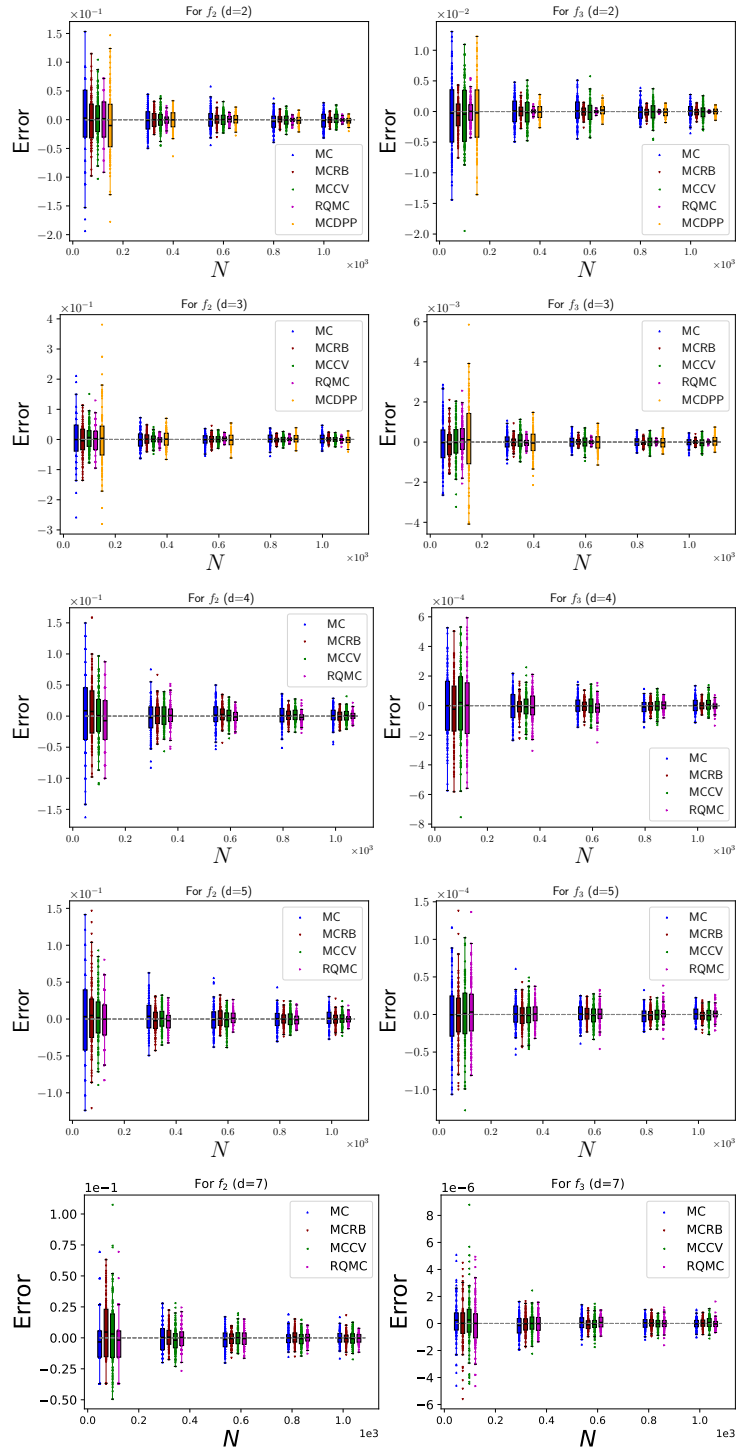 For f₂ (d=2)
×10⁻¹
1.5
1.0
0.5
0.0
−0.5
−1.0
−1.5
−2.0
Error
MC
MCRB
MCCV
RQMC
MCDPP
0.0 0.2 0.4 0.6 0.8 1.0
×10³
N
For f₃ (d=2)
×10⁻²
1.0
0.5
0.0
−0.5
−1.0
−1.5
−2.0
Error
MC
MCRB
MCCV
RQMC
MCDPP
0.0 0.2 0.4 0.6 0.8 1.0
×10³
N
For f₂ (d=3)
×10⁻¹
4
3
2
1
0
−1
−2
−3
Error
MC
MCRB
MCCV
RQMC
MCDPP
0.0 0.2 0.4 0.6 0.8 1.0
×10³
N
For f₃ (d=3)
×10⁻³
6
4
2
0
−2
−4
Error
MC
MCRB
MCCV
RQMC
MCDPP
0.0 0.2 0.4 0.6 0.8 1.0
×10³
N
For f₂ (d=4)
×10⁻¹
1.5
1.0
0.5
0.0
−0.5
−1.0
−1.5
Error
MC
MCRB
MCCV
RQMC
0.0 0.2 0.4 0.6 0.8 1.0
×10³
N
For f₃ (d=4)
×10⁻⁴
6
4
2
0
−2
−4
−6
−8
Error
MC
MCRB
MCCV
RQMC
0.0 0.2 0.4 0.6 0.8 1.0
×10³
N
For f₂ (d=5)
×10⁻¹
1.5
1.0
0.5
0.0
−0.5
−1.0
Error
MC
MCRB
MCCV
RQMC
0.0 0.2 0.4 0.6 0.8 1.0
×10³
N
For f₃ (d=5)
×10⁻⁴
1.5
1.0
0.5
0.0
−0.5
−1.0
Error
MC
MCRB
MCCV
RQMC
0.0 0.2 0.4 0.6 0.8 1.0
×10³
N
For f₂ (d=7)
1e−1
1.00
0.75
0.50
0.25
0.00
−0.25
−0.50
Error
MC
MCRB
MCCV
RQMC
0.0 0.2 0.4 0.6 0.8 1.0
1e3
N
For f₃ (d=7)
1e−6
8
6
4
2
0
−2
−4
−6
Error
MC
MCRB
MCCV
RQMC
0.0 0.2 0.4 0.6 0.8 1.0
1e3
N